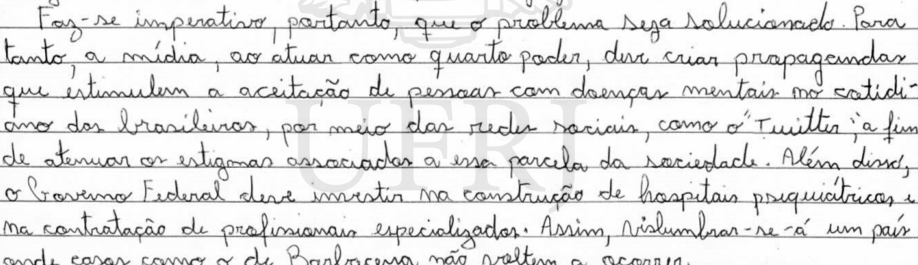 Faz-se imperativo, portanto, que o problema seja solucionado. Para
tanto, a mídia, ao atuar como quarto poder, deve criar propagandas
que estimulem a aceitação de pessoas com doenças mentais no cotidi-
ano dos brasileiros, por meio das redes sociais, como o "Twitter", a fim
de atenuar os estigmas associados a essa parcela da sociedade. Além disso,
o Governo Federal deve investir na construção de hospitais psiquiátricos e
na contratação de profissionais especializados. Assim, vislumbrar-se-á um país
onde casos como o de Barbacena não voltem a ocorrer.
UFRJ